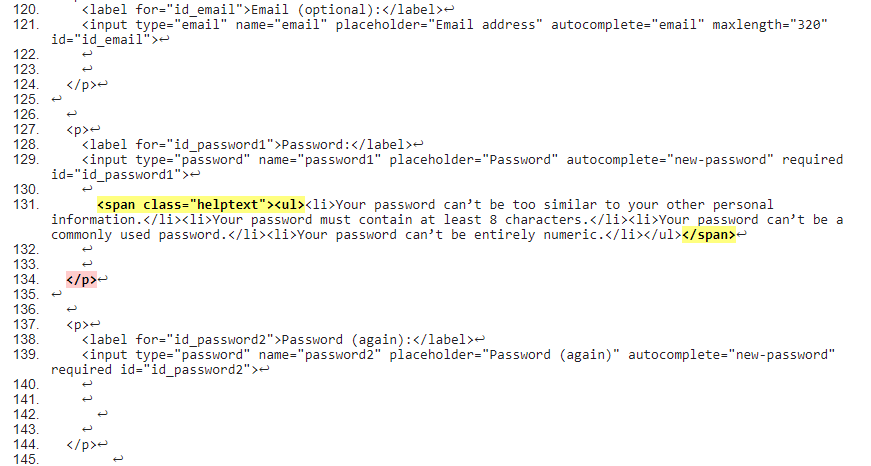 120. <label for="id_email">Email (optional):</label>↩
121. <input type="email" name="email" placeholder="Email address" autocomplete="email" maxlength="320"
id="id_email">↩
122. ↩
123. ↩
124. </p>↩
125. ↩
126. ↩
127. <p>↩
128. <label for="id_password1">Password:</label>↩
129. <input type="password" name="password1" placeholder="Password" autocomplete="new-password" required
id="id_password1">↩
130. ↩
131. <span class="helptext"><ul><li>Your password can’t be too similar to your other personal
information.</li><li>Your password must contain at least 8 characters.</li><li>Your password can’t be a
commonly used password.</li><li>Your password can’t be entirely numeric.</li></ul></span>↩
132. ↩
133. ↩
134. </p>↩
135. ↩
136. ↩
137. <p>↩
138. <label for="id_password2">Password (again):</label>↩
139. <input type="password" name="password2" placeholder="Password (again)" autocomplete="new-password"
required id="id_password2">↩
140. ↩
141. ↩
142. ↩
143. ↩
144. </p>↩
145. ↩